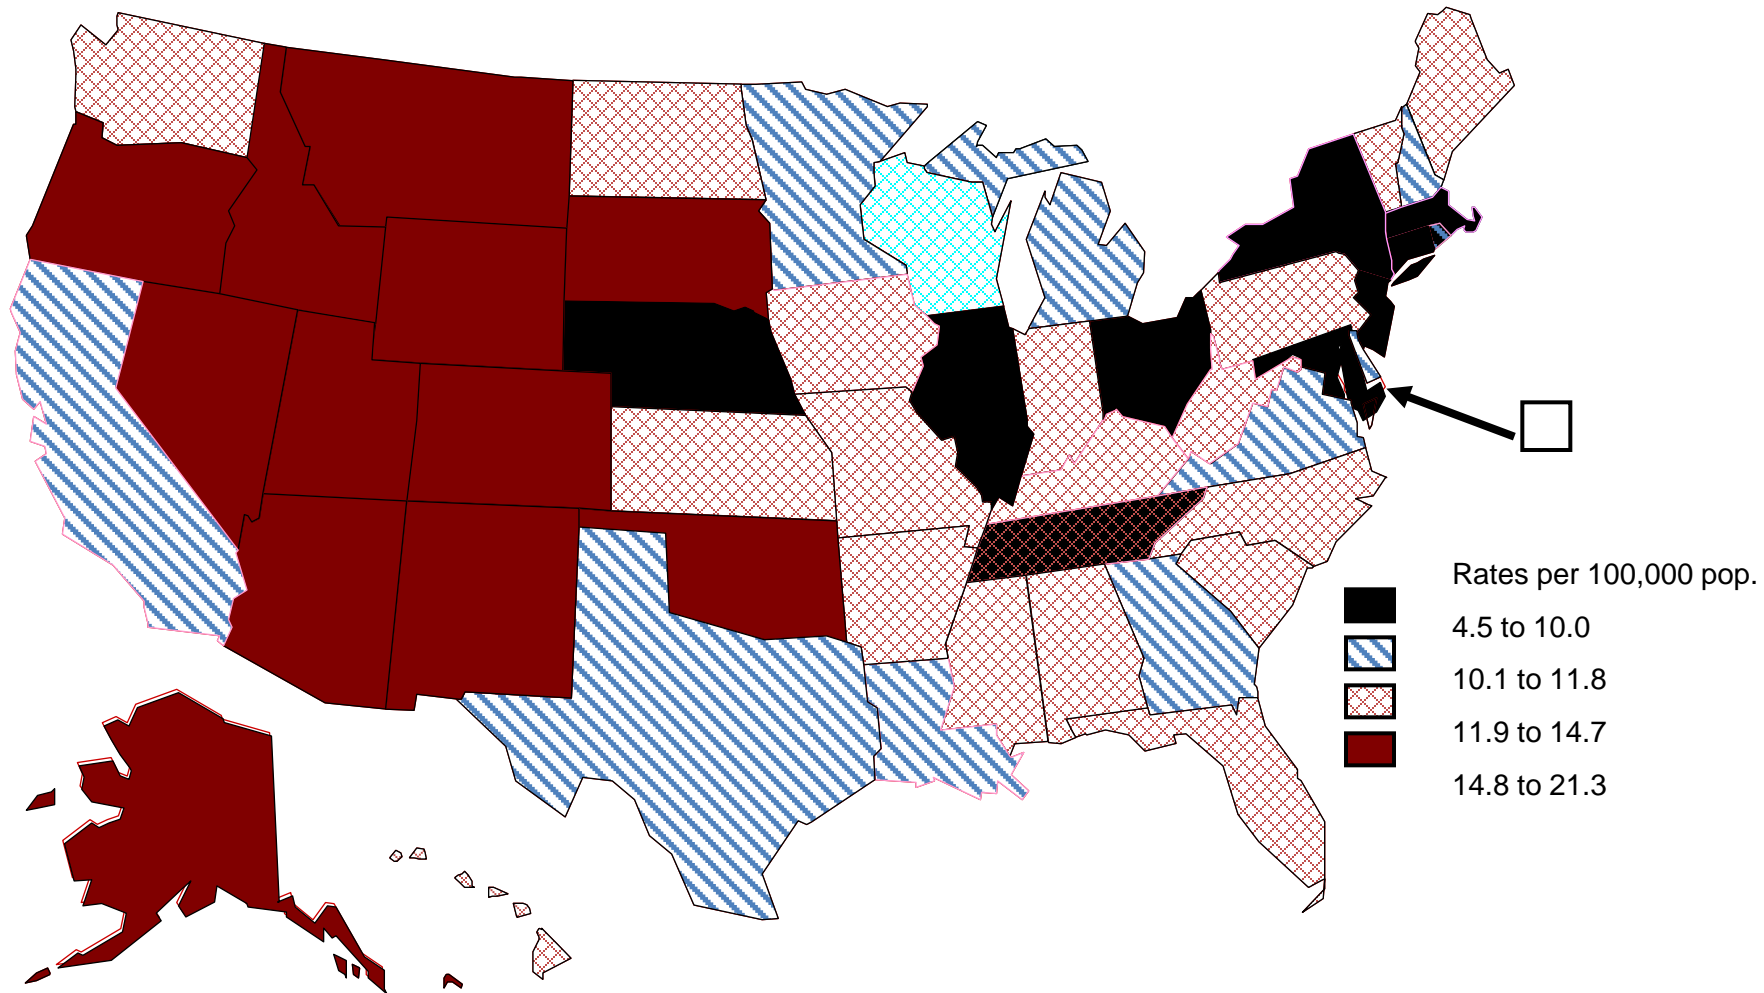 Rates per 100,000 pop.
4.5 to 10.0
10.1 to 11.8
11.9 to 14.7
14.8 to 21.3